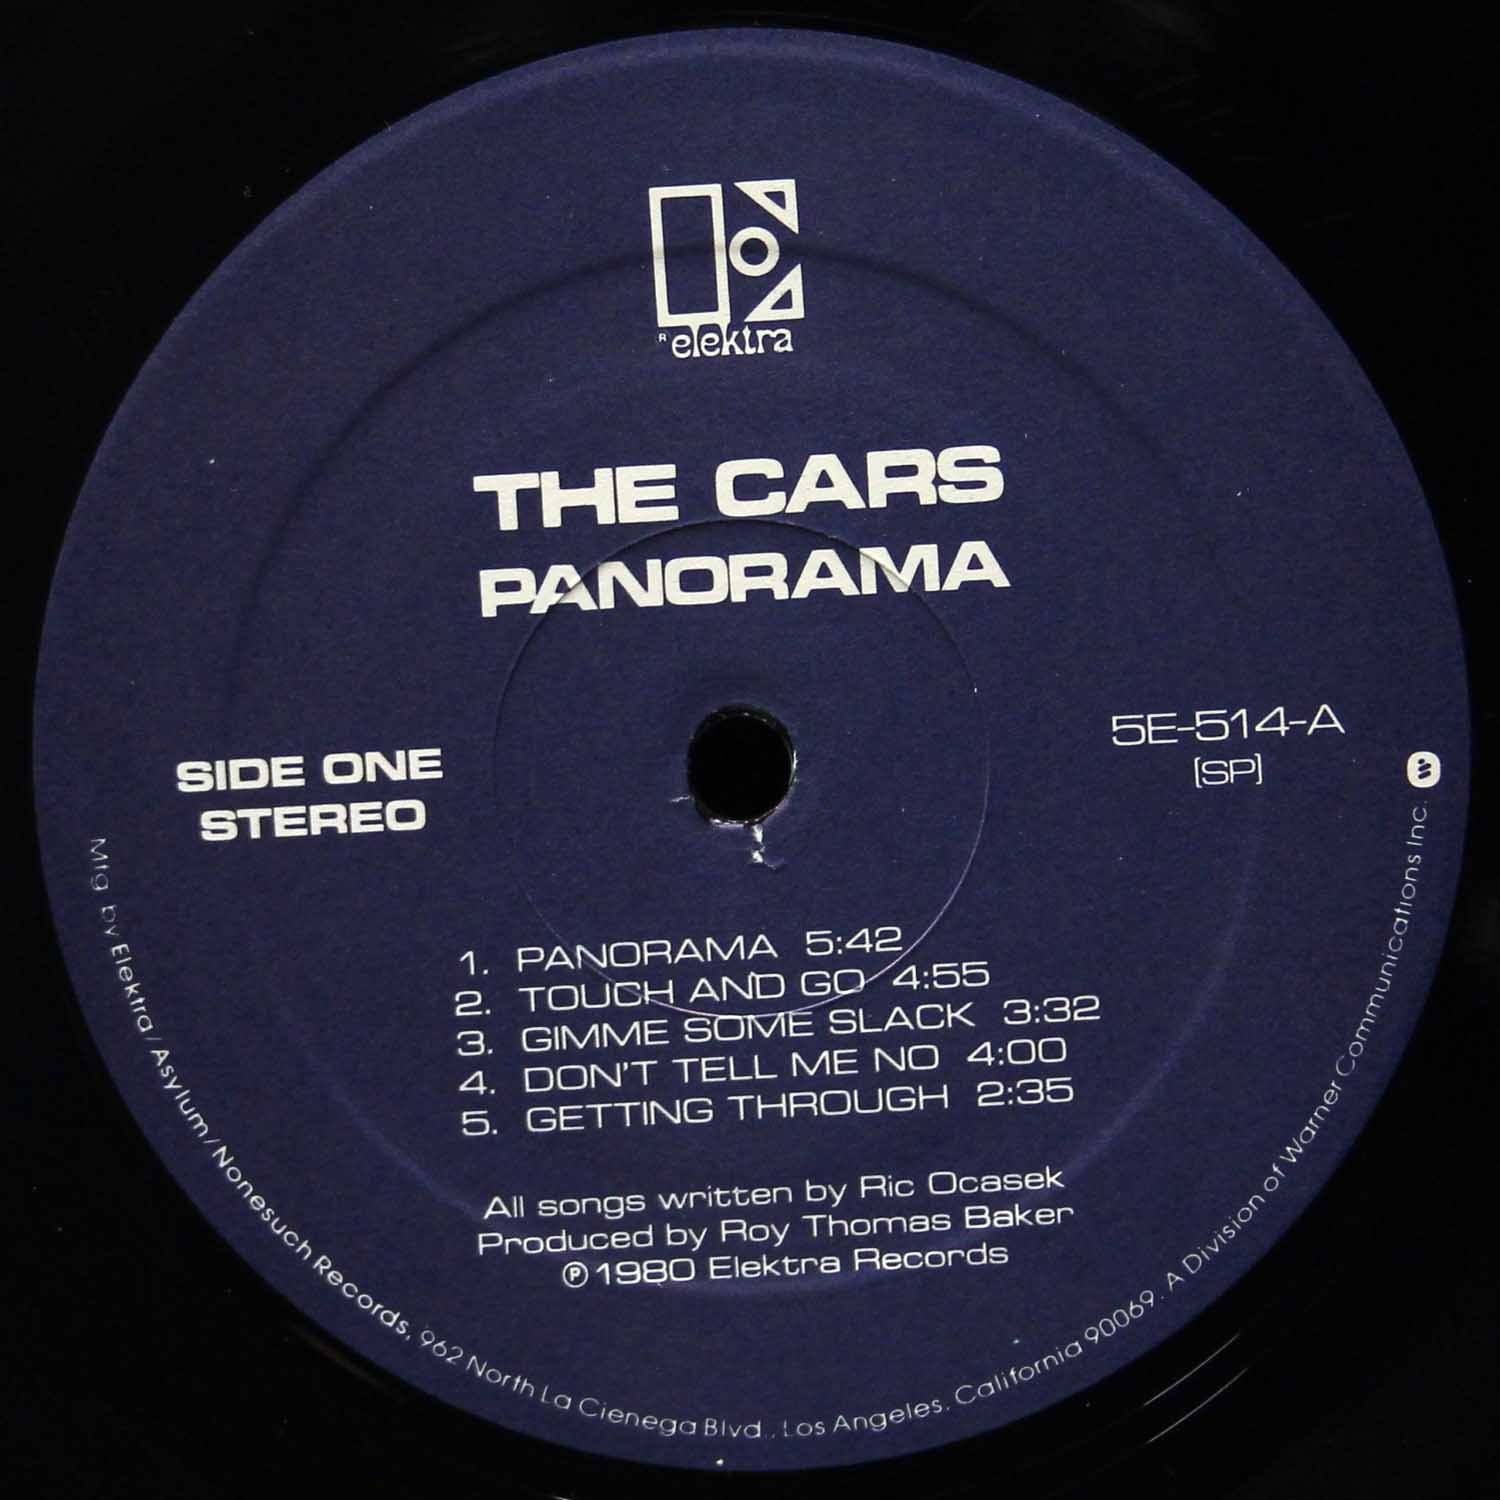 R elektra
THE CARS
PANORAMA
SIDE ONE
STEREO
5E-514-A
[SP]
1. PANORAMA 5:42
2. TOUCH AND GO 4:55
3. GIMME SOME SLACK 3:32
4. DON'T TELL ME NO 4:00
5. GETTING THROUGH 2:35
All songs written by Ric Ocasek
Produced by Roy Thomas Baker
℗ 1980 Elektra Records
Mfg by Elektra/Asylum/Nonesuch Records, 962 North La Cienega Blvd., Los Angeles, California 90069. A Division of Warner Communications Inc.